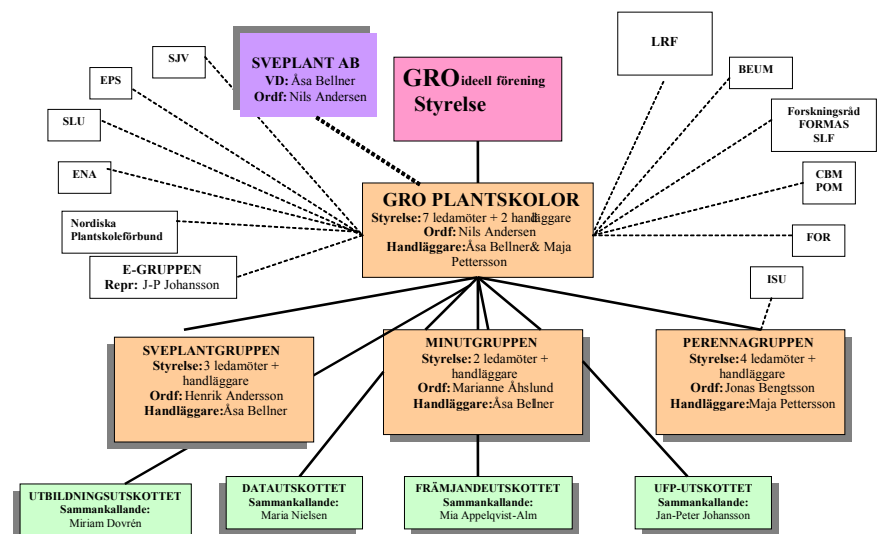 SJV
EPS
SLU
ENA
Nordiska
Plantskoleförbund
E-GRUPPEN
Repr: J-P Johansson
SVEPLANT AB
VD: Åsa Bellner
Ordf: Nils Andersen
GRO ideell förening
Styrelse
LRF
BEUM
Forskningsråd
FORMAS
SLF
CBM
POM
FOR
ISU
GRO PLANTSKOLOR
Styrelse: 7 ledamöter + 2 handläggare
Ordf: Nils Andersen
Handläggare: Åsa Bellner & Maja
Pettersson
SVEPLANTGRUPPEN
Styrelse: 3 ledamöter +
handläggare
Ordf: Henrik Andersson
Handläggare: Åsa Bellner
MINUTGRUPPEN
Styrelse: 2 ledamöter +
handläggare
Ordf: Marianne Åhslund
Handläggare: Åsa Bellner
PERENNAGRUPPEN
Styrelse: 4 ledamöter +
handläggare
Ordf: Jonas Bengtsson
Handläggare: Maja Pettersson
UTBILDNINGSUTSKOTTET
Sammankallande:
Miriam Dovrén
DATAUTSKOTTET
Sammankallande:
Maria Nielsen
FRÄMJANDEUTSKOTTET
Sammankallande:
Mia Appelqvist-Alm
UFP-UTSKOTTET
Sammankallande:
Jan-Peter Johansson